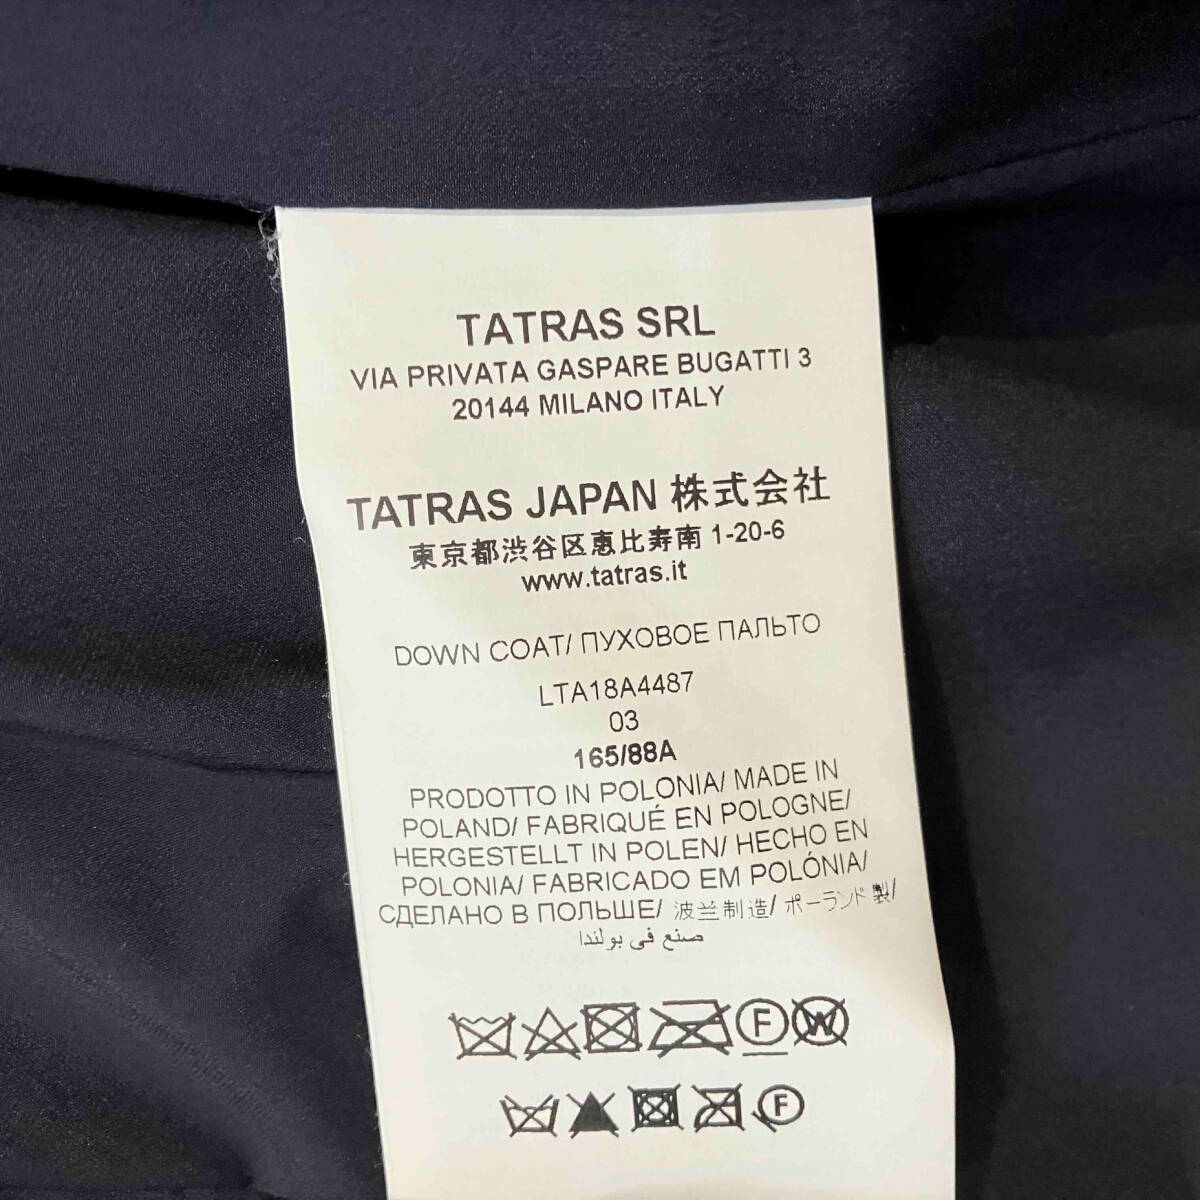 TATRAS SRL
VIA PRIVATA GASPARE BUGATTI 3
20144 MILANO ITALY
TATRAS JAPAN 株式会社
東京都渋谷区恵比寿南 1-20-6
www.tatras.it
DOWN COAT/ ПУХОВОЕ ПАЛЬТО
LTA18A4487
03
165/88A
PRODOTTO IN POLONIA/ MADE IN
POLAND/ FABRIQUÉ EN POLOGNE/
HERGESTELLT IN POLEN/ HECHO EN
POLONIA/ FABRICADO EM POLÓNIA/
СДЕЛАНО В ПОЛЬШЕ/ 波兰制造/ ポーランド製/
صنع في بولندا
F W
F